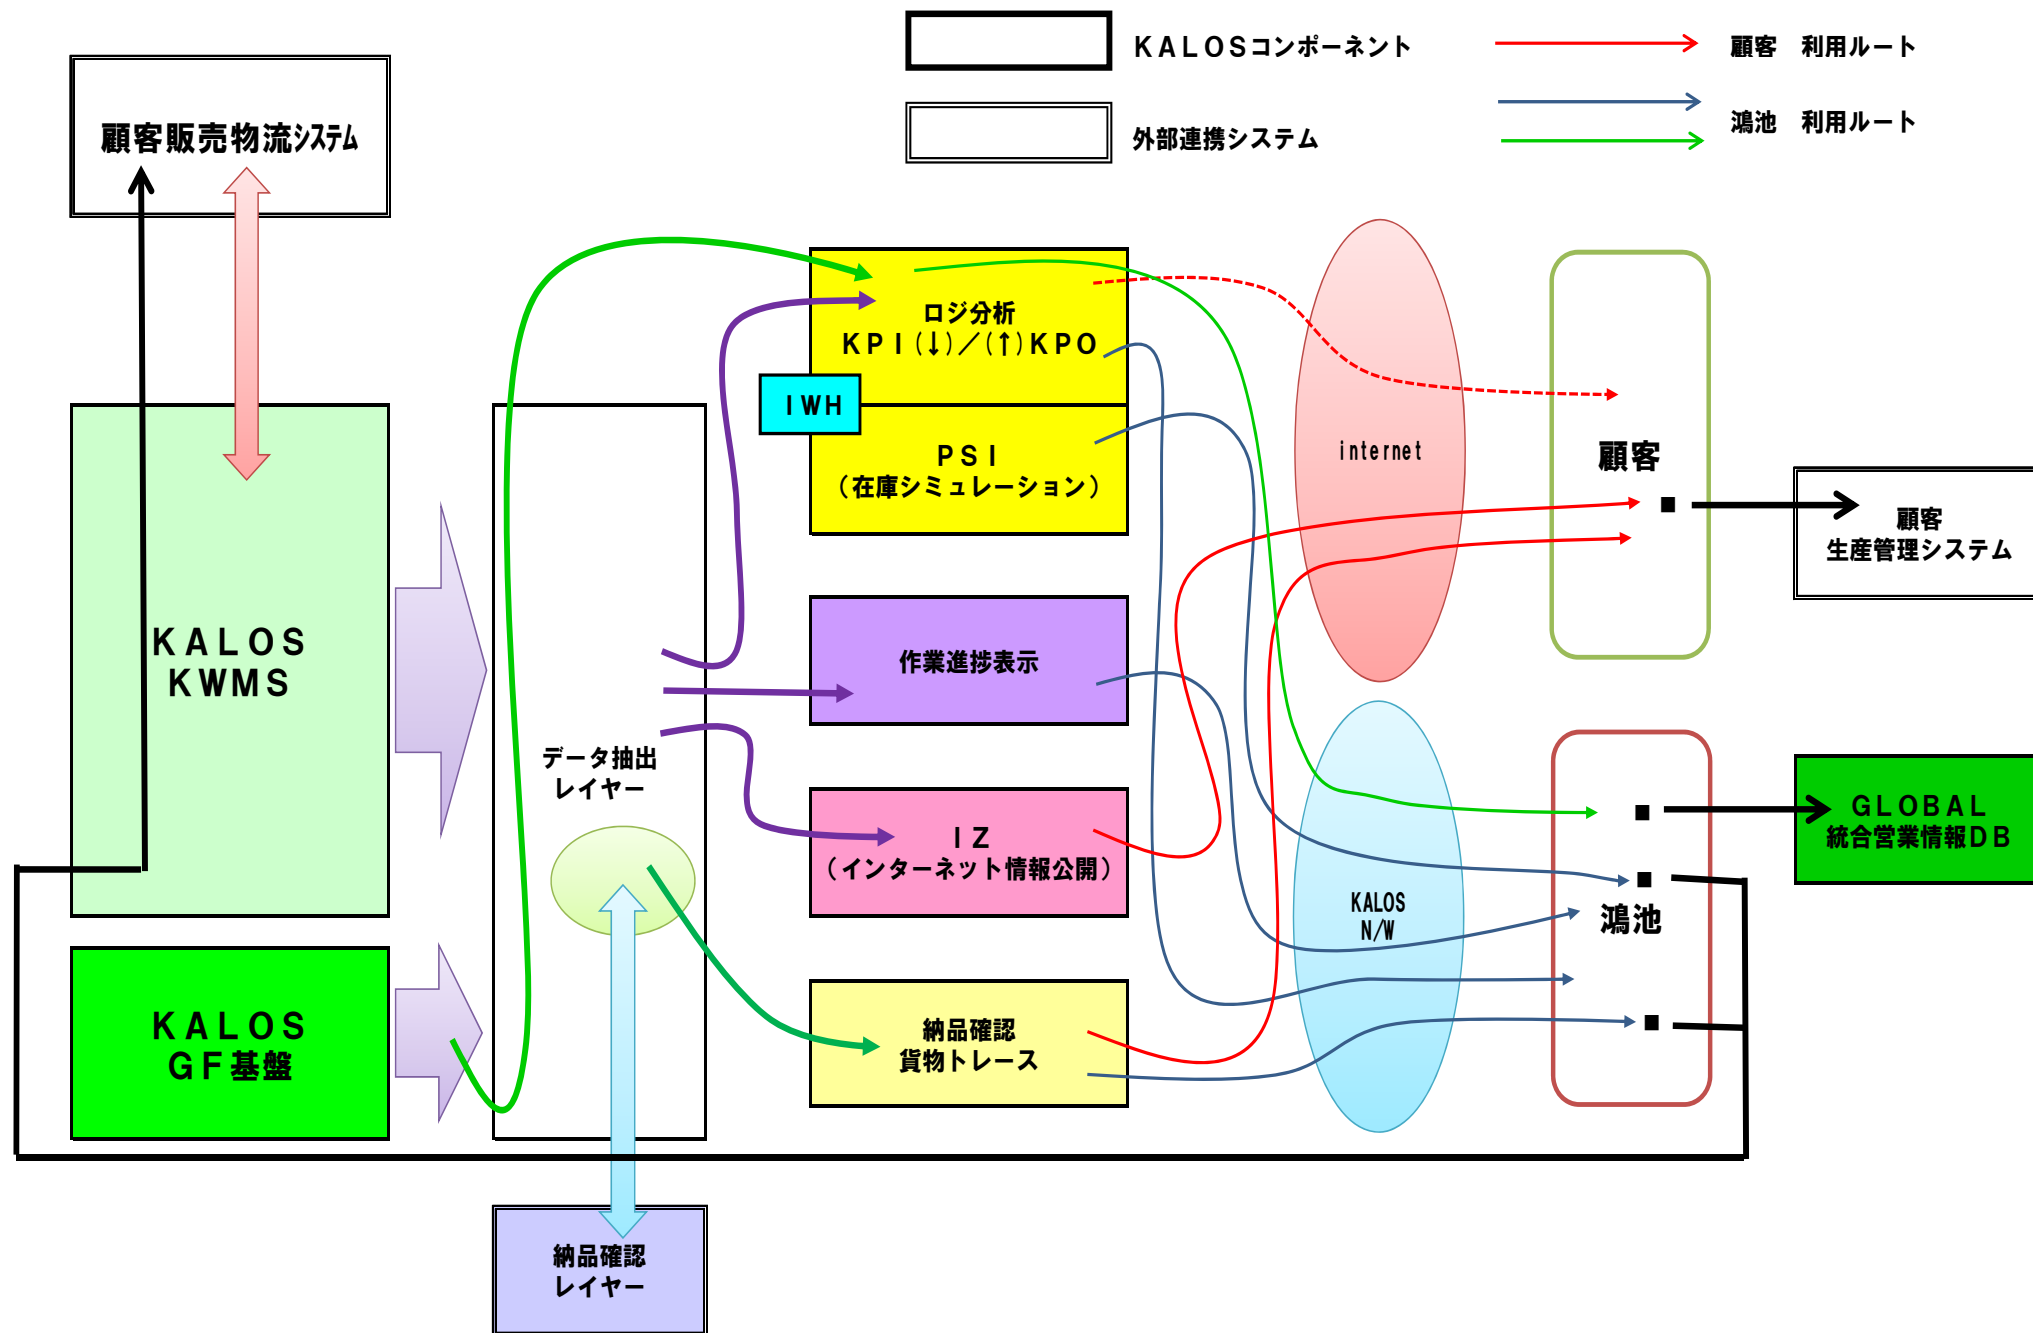 ＫＡＬＯＳコンポーネント
顧客　利用ルート
外部連携システム
鴻池　利用ルート
顧客販売物流ｼｽﾃﾑ
ＫＡＬＯＳ
ＫＷＭＳ
ＫＡＬＯＳ
ＧＦ基盤
データ抽出
レイヤー
納品確認
レイヤー
ロジ分析
ＫＰＩ(↓)／(↑)ＫＰＯ
ＩＷＨ
ＰＳＩ
（在庫シミュレーション）
作業進捗表示
ＩＺ
（インターネット情報公開）
納品確認
貨物トレース
internet
KALOS
N/W
顧客
■
顧客
生産管理システム
■
■
鴻池
■
ＧＬＯＢＡＬ
統合営業情報ＤＢ